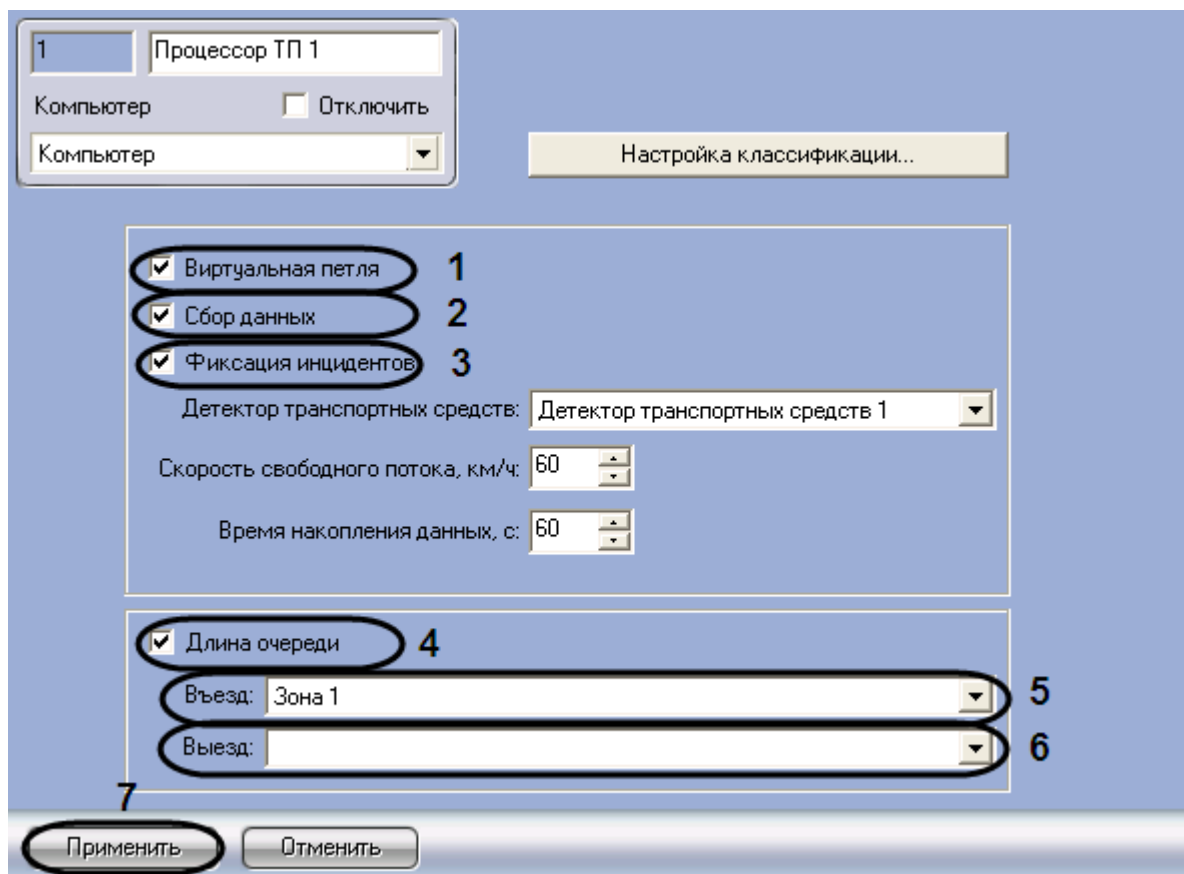 1 Процессор ТП 1
Компьютер Отключить
Компьютер
Настройка классификации...
Виртуальная петля 1
Сбор данных 2
Фиксация инцидентов 3
Детектор транспортных средств: Детектор транспортных средств 1
Скорость свободного потока, км/ч: 60
Время накопления данных, с: 60
Длина очереди 4
Въезд: Зона 1 5
Выезд: 6
7
Применить Отменить